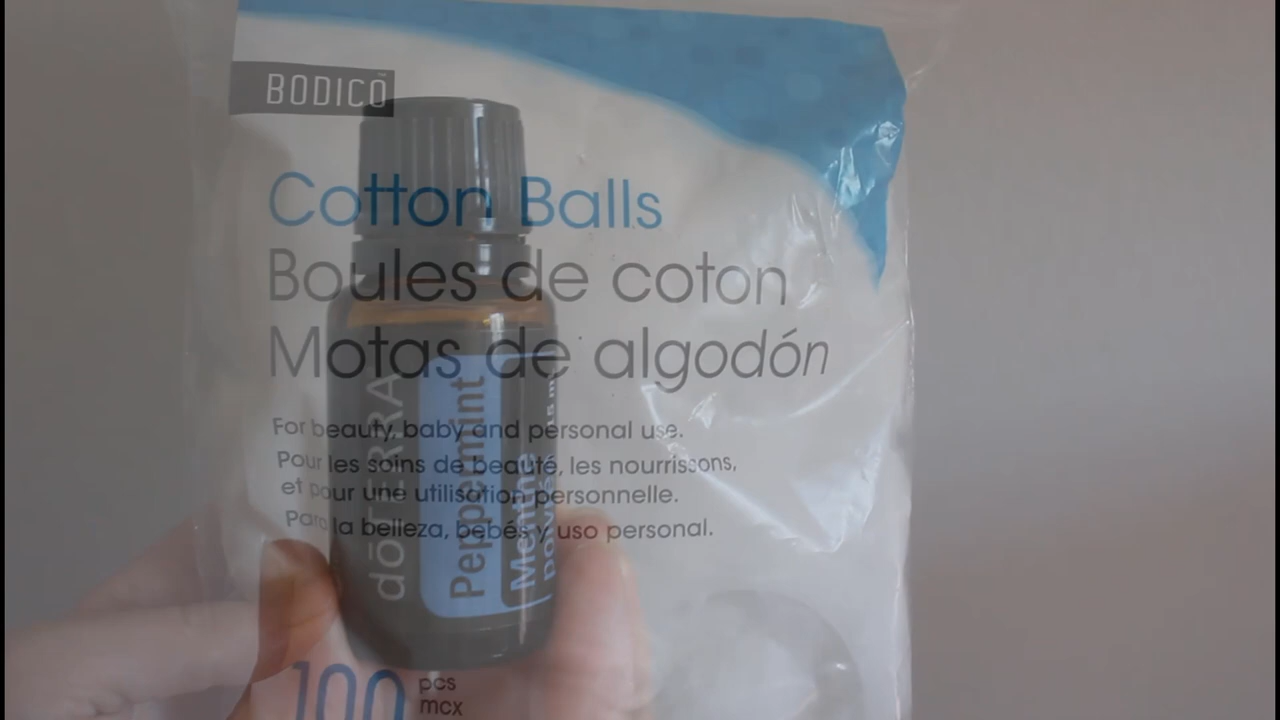 BODICO™
Cotton Balls
Boules de coton
Motas de algodón
For beauty, baby and personal use.
Pour les soins de beauté, les nourrissons,
et pour une utilisation personnelle.
Para la belleza, bebés y uso personal.
100 pcs
mcx
dōTERRA
Peppermint
Menthe
15 m